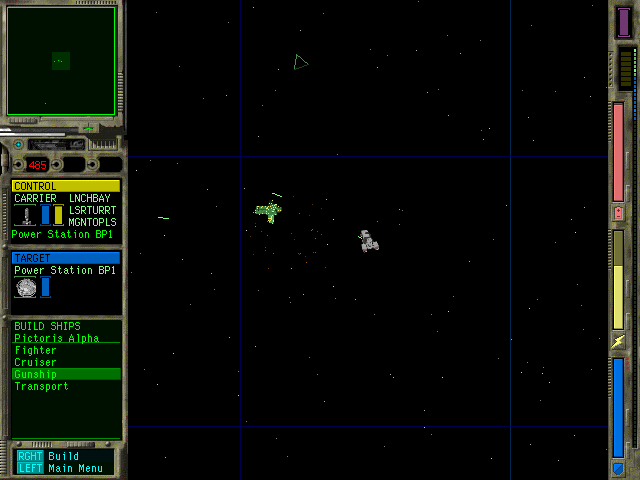 485
CONTROL
CARRIER LNCHBAY
LSRTURRT
MGNTOPLS
Power Station BP1
TARGET
Power Station BP1
BUILD SHIPS
Pictoris Alpha
Fighter
Cruiser
Gunship
Transport
RGHT Build
LEFT Main Menu